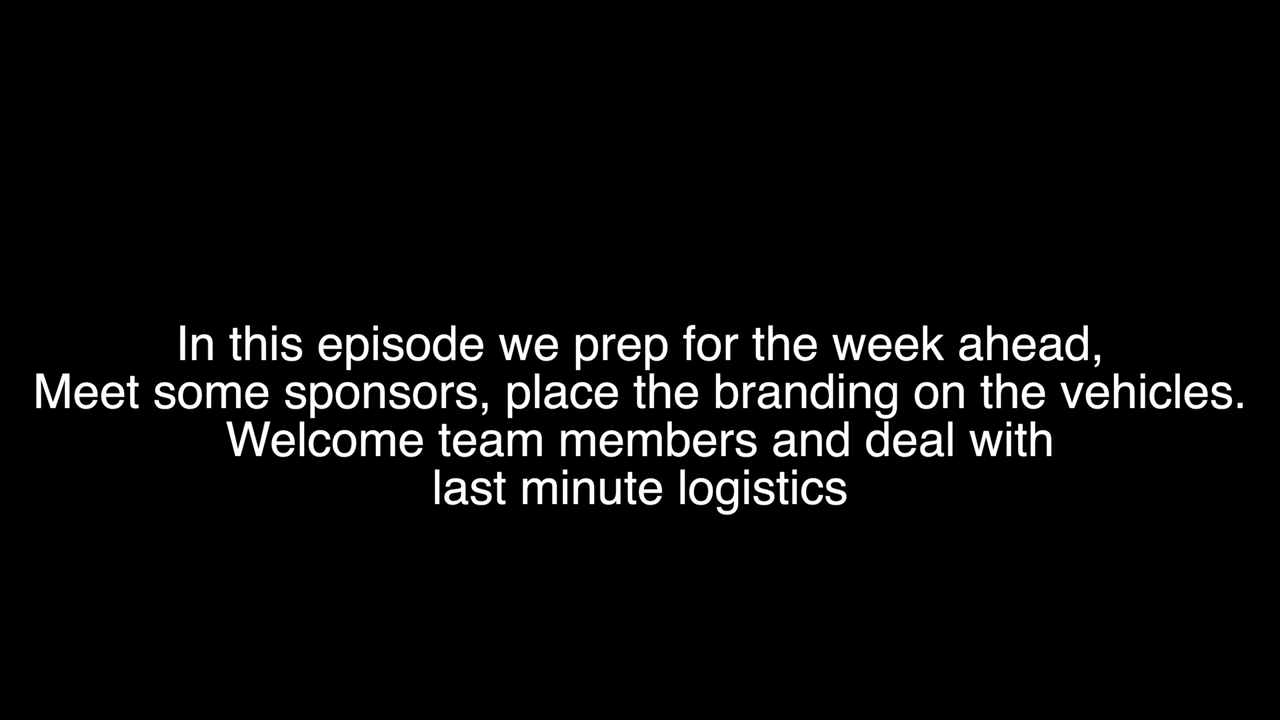 In this episode we prep for the week ahead,
Meet some sponsors, place the branding on the vehicles.
Welcome team members and deal with
last minute logistics